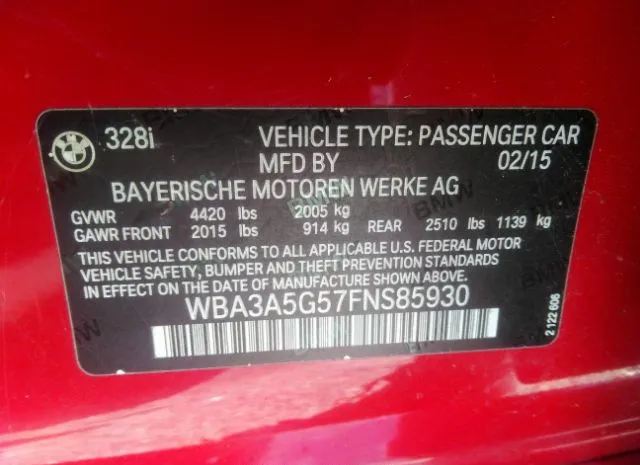 328i VEHICLE TYPE: PASSENGER CAR
MFD BY 02/15
BAYERISCHE MOTOREN WERKE AG
GVWR 4420 lbs 2005 kg
GAWR FRONT 2015 lbs 914 kg REAR 2510 lbs 1139 kg
THIS VEHICLE CONFORMS TO ALL APPLICABLE U.S. FEDERAL MOTOR
VEHICLE SAFETY, BUMPER AND THEFT PREVENTION STANDARDS
IN EFFECT ON THE DATE OF MANUFACTURE SHOWN ABOVE.
WBA3A5G57FNS85930
2 122 606
BMW